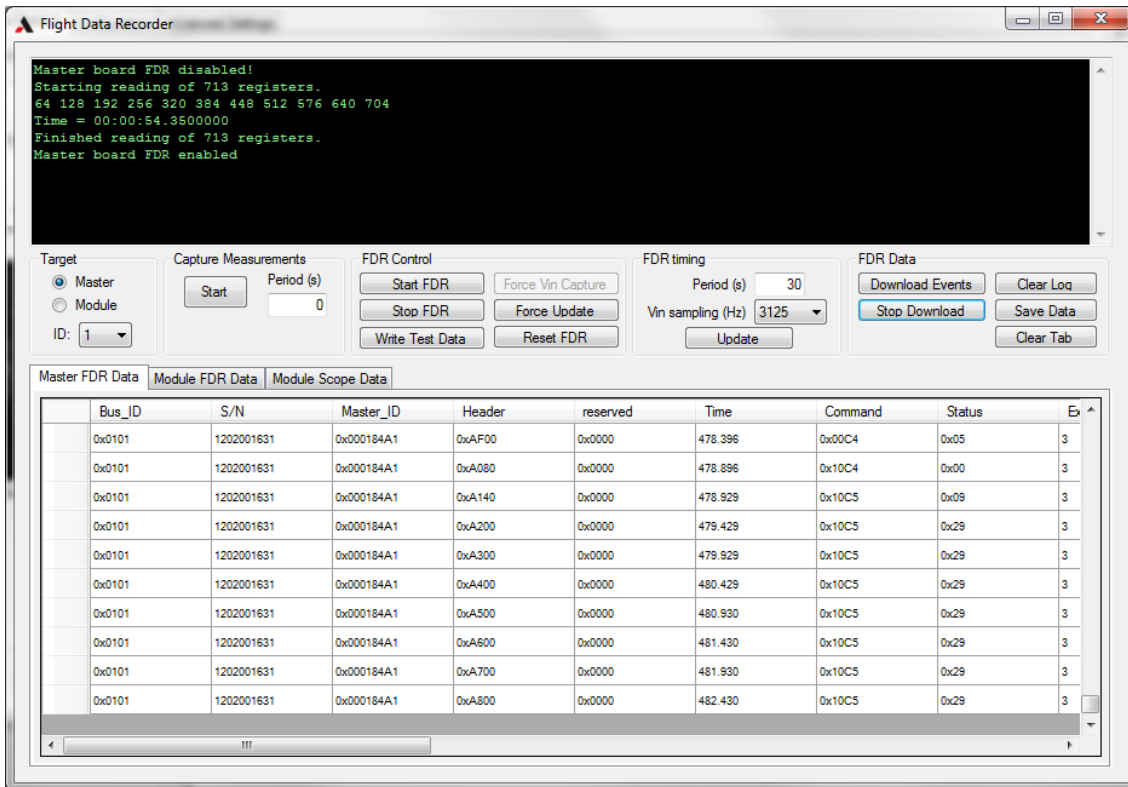 Flight Data Recorder
Master board FDR disabled!
Starting reading of 713 registers.
64 128 192 256 320 384 448 512 576 640 704
Time = 00:00:54.3500000
Finished reading of 713 registers.
Master board FDR enabled
Target
Master
Module
ID: 1
Capture Measurements
Start
Period (s)
0
FDR Control
Start FDR
Force Vin Capture
Stop FDR
Force Update
Write Test Data
Reset FDR
FDR timing
Period (s) 30
Vin sampling (Hz) 3125
Update
FDR Data
Download Events
Clear Log
Stop Download
Save Data
Clear Tab
Master FDR Data Module FDR Data Module Scope Data
Bus_ID S/N Master_ID Header reserved Time Command Status
0x0101 1202001631 0x000184A1 0xAF00 0x0000 478.396 0x00C4 0x05 3
0x0101 1202001631 0x000184A1 0xA080 0x0000 478.896 0x10C4 0x00 3
0x0101 1202001631 0x000184A1 0xA140 0x0000 478.929 0x10C5 0x09 3
0x0101 1202001631 0x000184A1 0xA200 0x0000 479.429 0x10C5 0x29 3
0x0101 1202001631 0x000184A1 0xA300 0x0000 479.929 0x10C5 0x29 3
0x0101 1202001631 0x000184A1 0xA400 0x0000 480.429 0x10C5 0x29 3
0x0101 1202001631 0x000184A1 0xA500 0x0000 480.930 0x10C5 0x29 3
0x0101 1202001631 0x000184A1 0xA600 0x0000 481.430 0x10C5 0x29 3
0x0101 1202001631 0x000184A1 0xA700 0x0000 481.930 0x10C5 0x29 3
0x0101 1202001631 0x000184A1 0xA800 0x0000 482.430 0x10C5 0x29 3